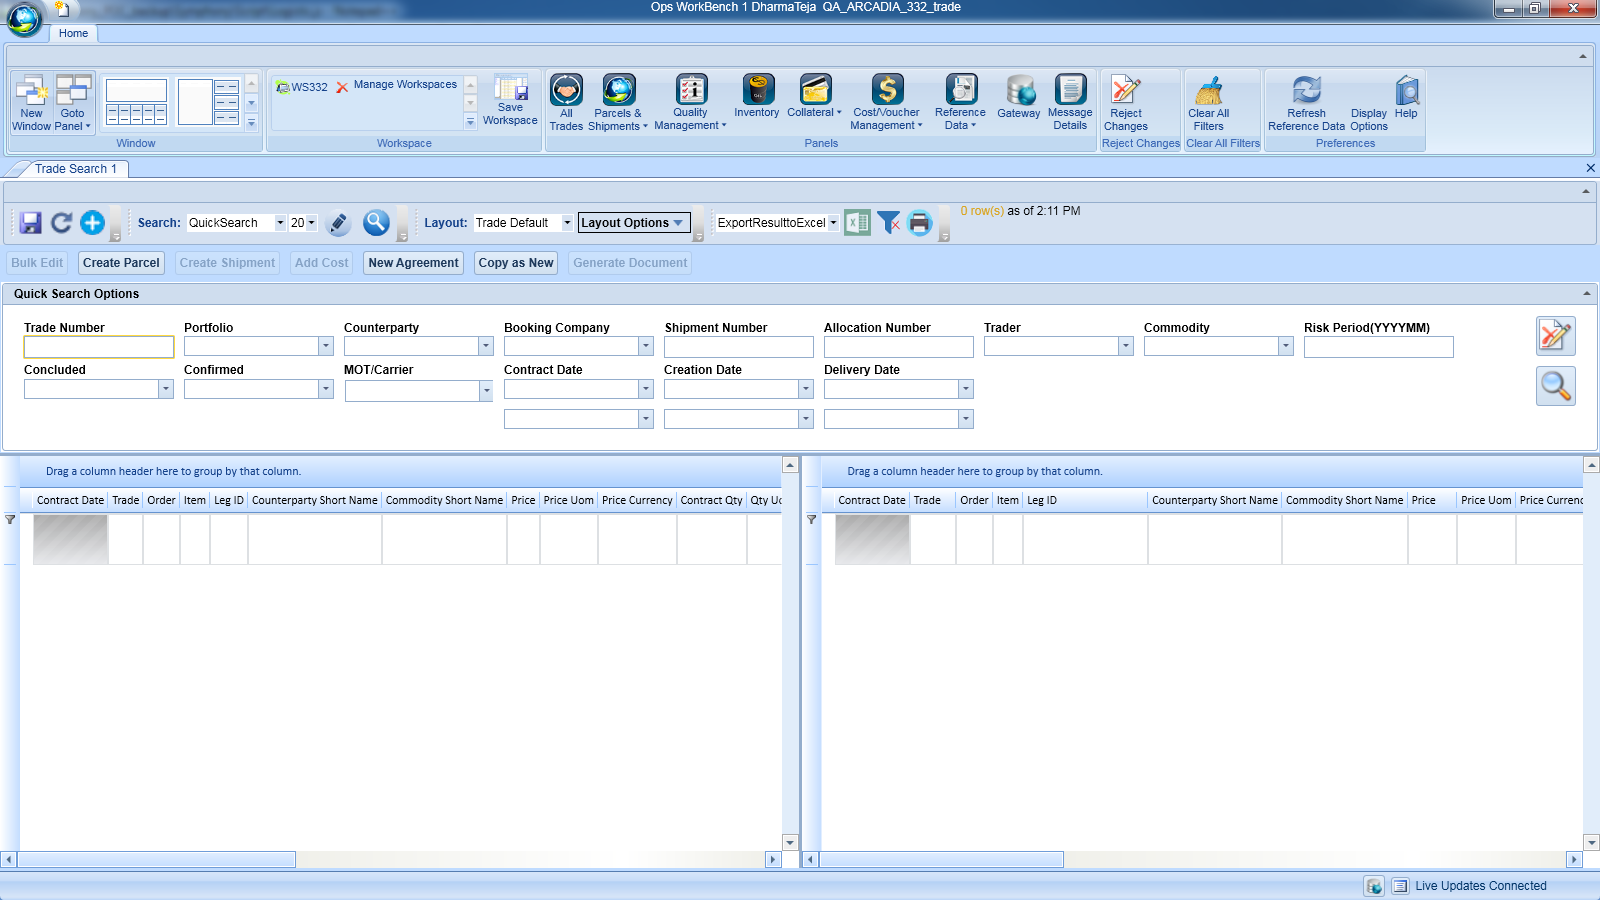 Ops WorkBench 1 DharmaTeja QA_ARCADIA_332_trade
Home
New Window
Goto Panel
Window
WS332
Manage Workspaces
Save Workspace
Workspace
All Trades
Parcels & Shipments
Quality Management
Inventory
Collateral
Cost/Voucher Management
Reference Data
Gateway
Message Details
Panels
Reject Changes
Reject Changes
Clear All Filters
Clear All Filters
Refresh Reference Data
Display Options
Help
Preferences
Trade Search 1
Search: QuickSearch 20
Layout: Trade Default Layout Options
ExportResulttoExcel
0 row(s) as of 2:11 PM
Bulk Edit Create Parcel Create Shipment Add Cost New Agreement Copy as New Generate Document
Quick Search Options
Trade Number Portfolio Counterparty Booking Company Shipment Number Allocation Number Trader Commodity Risk Period(YYYYMM)
Concluded Confirmed MOT/Carrier Contract Date Creation Date Delivery Date
Drag a column header here to group by that column.
Contract Date Trade Order Item Leg ID Counterparty Short Name Commodity Short Name Price Price Uom Price Currency Contract Qty Qty Uo
Drag a column header here to group by that column.
Contract Date Trade Order Item Leg ID Counterparty Short Name Commodity Short Name Price Price Uom Price Currenc
Live Updates Connected